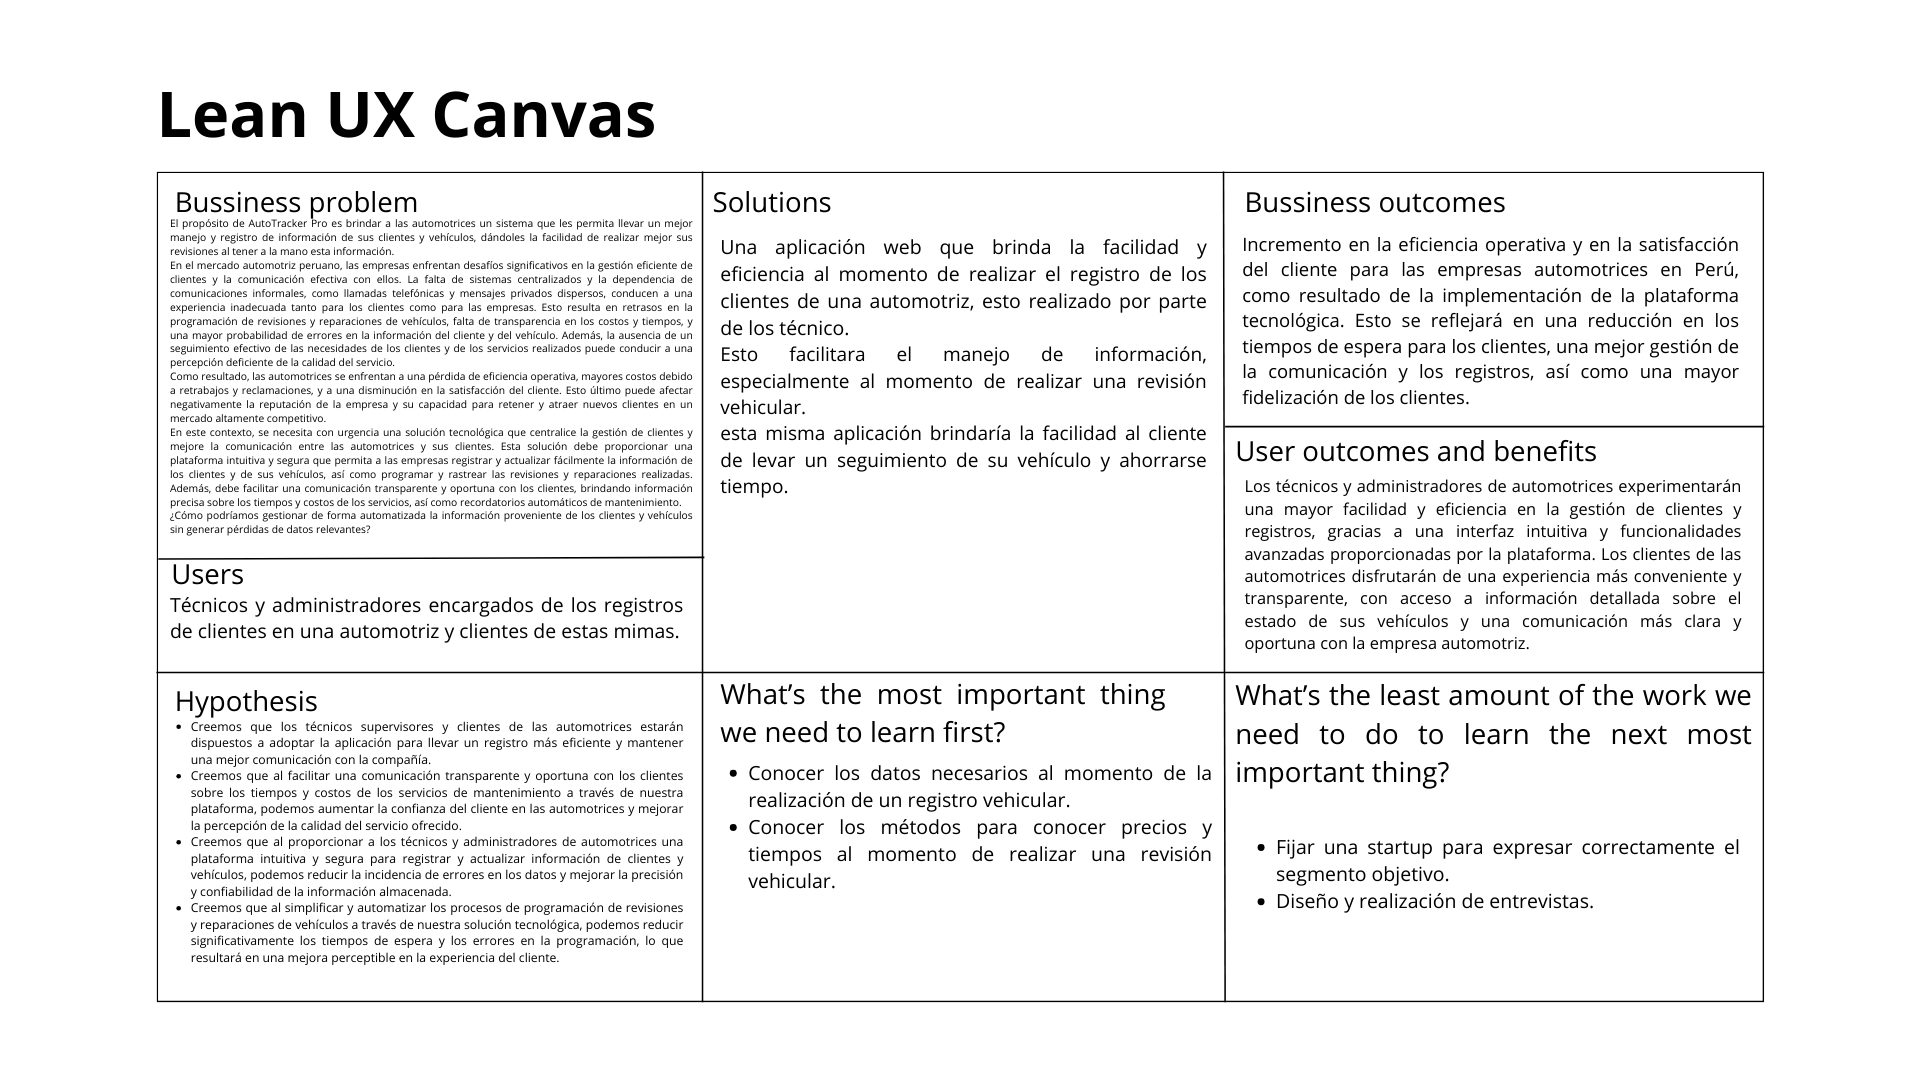 Lean UX Canvas
Bussiness problem
El propósito de AutoTracker Pro es brindar a las automotrices un sistema que les permita llevar un mejor
manejo y registro de información de sus clientes y vehículos, dándoles la facilidad de realizar mejor sus
revisiones al tener a la mano esta información.
En el mercado automotriz peruano, las empresas enfrentan desafíos significativos en la gestión eficiente de
clientes y la comunicación efectiva con ellos. La falta de sistemas centralizados y la dependencia de
comunicaciones informales, como llamadas telefónicas y mensajes privados dispersos, conducen a una
experiencia inadecuada tanto para los clientes como para las empresas. Esto resulta en retrasos en la
programación de revisiones y reparaciones de vehículos, falta de transparencia en los costos y tiempos, y
una mayor probabilidad de errores en la información del cliente y del vehículo. Además, la ausencia de un
seguimiento efectivo de las necesidades de los clientes y de los servicios realizados puede conducir a una
percepción deficiente de la calidad del servicio.
Como resultado, las automotrices se enfrentan a una pérdida de eficiencia operativa, mayores costos debido
a retrabajos y reclamaciones, y a una disminución en la satisfacción del cliente. Esto último puede afectar
negativamente la reputación de la empresa y su capacidad para retener y atraer nuevos clientes en un
mercado altamente competitivo.
En este contexto, se necesita con urgencia una solución tecnológica que centralice la gestión de clientes y
mejore la comunicación entre las automotrices y sus clientes. Esta solución debe proporcionar una
plataforma intuitiva y segura que permita a las empresas registrar y actualizar fácilmente la información de
los clientes y de sus vehículos, así como programar y rastrear las revisiones y reparaciones realizadas.
Además, debe facilitar una comunicación transparente y oportuna con los clientes, brindando información
precisa sobre los tiempos y costos de los servicios, así como recordatorios automáticos de mantenimiento.
¿Cómo podríamos gestionar de forma automatizada la información proveniente de los clientes y vehículos
sin generar pérdidas de datos relevantes?
Users
Técnicos y administradores encargados de los registros
de clientes en una automotriz y clientes de estas mimas.
Solutions
Una aplicación web que brinda la facilidad y
eficiencia al momento de realizar el registro de los
clientes de una automotriz, esto realizado por parte
de los técnico.
Esto facilitara el manejo de información,
especialmente al momento de realizar una revisión
vehicular.
esta misma aplicación brindaría la facilidad al cliente
de levar un seguimiento de su vehículo y ahorrarse
tiempo.
Bussiness outcomes
Incremento en la eficiencia operativa y en la satisfacción
del cliente para las empresas automotrices en Perú,
como resultado de la implementación de la plataforma
tecnológica. Esto se reflejará en una reducción en los
tiempos de espera para los clientes, una mejor gestión de
la comunicación y los registros, así como una mayor
fidelización de los clientes.
User outcomes and benefits
Los técnicos y administradores de automotrices experimentarán
una mayor facilidad y eficiencia en la gestión de clientes y
registros, gracias a una interfaz intuitiva y funcionalidades
avanzadas proporcionadas por la plataforma. Los clientes de las
automotrices disfrutarán de una experiencia más conveniente y
transparente, con acceso a información detallada sobre el
estado de sus vehículos y una comunicación más clara y
oportuna con la empresa automotriz.
Hypothesis
• Creemos que los técnicos supervisores y clientes de las automotrices estarán
dispuestos a adoptar la aplicación para llevar un registro más eficiente y mantener
una mejor comunicación con la compañía.
• Creemos que al facilitar una comunicación transparente y oportuna con los clientes
sobre los tiempos y costos de los servicios de mantenimiento a través de nuestra
plataforma, podemos aumentar la confianza del cliente en las automotrices y mejorar
la percepción de la calidad del servicio ofrecido.
• Creemos que al proporcionar a los técnicos y administradores de automotrices una
plataforma intuitiva y segura para registrar y actualizar información de clientes y
vehículos, podemos reducir la incidencia de errores en los datos y mejorar la precisión
y confiabilidad de la información almacenada.
• Creemos que al simplificar y automatizar los procesos de programación de revisiones
y reparaciones de vehículos a través de nuestra solución tecnológica, podemos reducir
significativamente los tiempos de espera y los errores en la programación, lo que
resultará en una mejora perceptible en la experiencia del cliente.
What’s the most important thing
we need to learn first?
• Conocer los datos necesarios al momento de la
realización de un registro vehicular.
• Conocer los métodos para conocer precios y
tiempos al momento de realizar una revisión
vehicular.
What’s the least amount of the work we
need to do to learn the next most
important thing?
• Fijar una startup para expresar correctamente el
segmento objetivo.
• Diseño y realización de entrevistas.